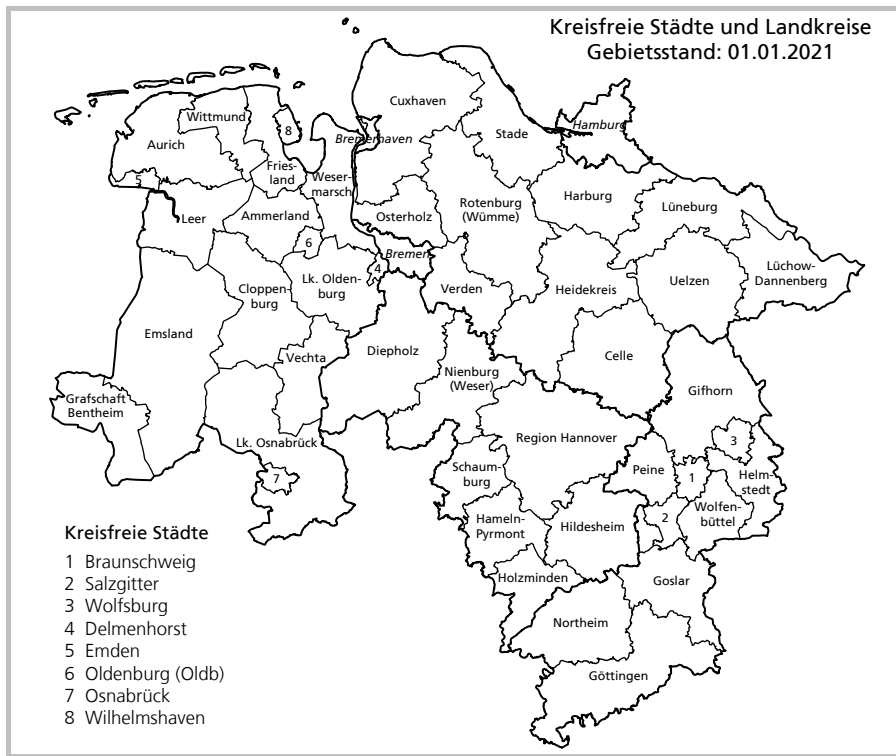 Kreisfreie Städte und Landkreise
Gebietsstand: 01.01.2021
Cuxhaven
Wittmund
8
Stade
Hamburg
Aurich
Bremerhaven
Fries-
land
Weser-
marsch
5
Harburg
Leer
Ammerland
Osterholz
Rotenburg
(Wümme)
Lüneburg
6
Bremen
4
Lüchow-
Dannenberg
Cloppen-
burg
Lk. Olden-
burg
Verden
Heidekreis
Uelzen
Emsland
Vechta
Diepholz
Celle
Nienburg
(Weser)
Gifhorn
Grafschaft
Bentheim
Lk. Osnabrück
Region Hannover
3
7
Schaum-
burg
Peine
1
Helm-
stedt
Wolfen-
büttel
2
Hameln-
Pyrmont
Hildesheim
Holzminden
Goslar
Northeim
Göttingen
Kreisfreie Städte
1 Braunschweig
2 Salzgitter
3 Wolfsburg
4 Delmenhorst
5 Emden
6 Oldenburg (Oldb)
7 Osnabrück
8 Wilhelmshaven